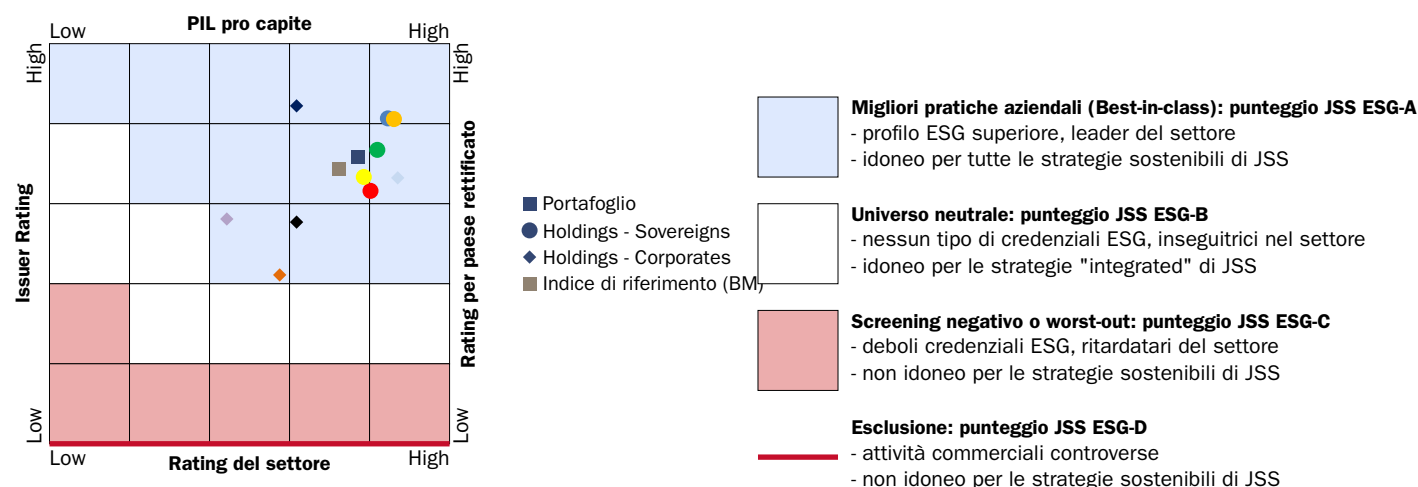 PIL pro capite
Low
High
High
High
Issuer Rating
Rating per paese rettificato
Low
Low
Low
High
Rating del settore
Portafoglio
Holdings - Sovereigns
Holdings - Corporates
Indice di riferimento (BM)
Migliori pratiche aziendali (Best-in-class): punteggio JSS ESG-A
- profilo ESG superiore, leader del settore
- idoneo per tutte le strategie sostenibili di JSS
Universo neutrale: punteggio JSS ESG-B
- nessun tipo di credenziali ESG, inseguitrici nel settore
- idoneo per le strategie "integrated" di JSS
Screening negativo o worst-out: punteggio JSS ESG-C
- deboli credenziali ESG, ritardatari del settore
- non idoneo per le strategie sostenibili di JSS
Esclusione: punteggio JSS ESG-D
- attività commerciali controverse
- non idoneo per le strategie sostenibili di JSS